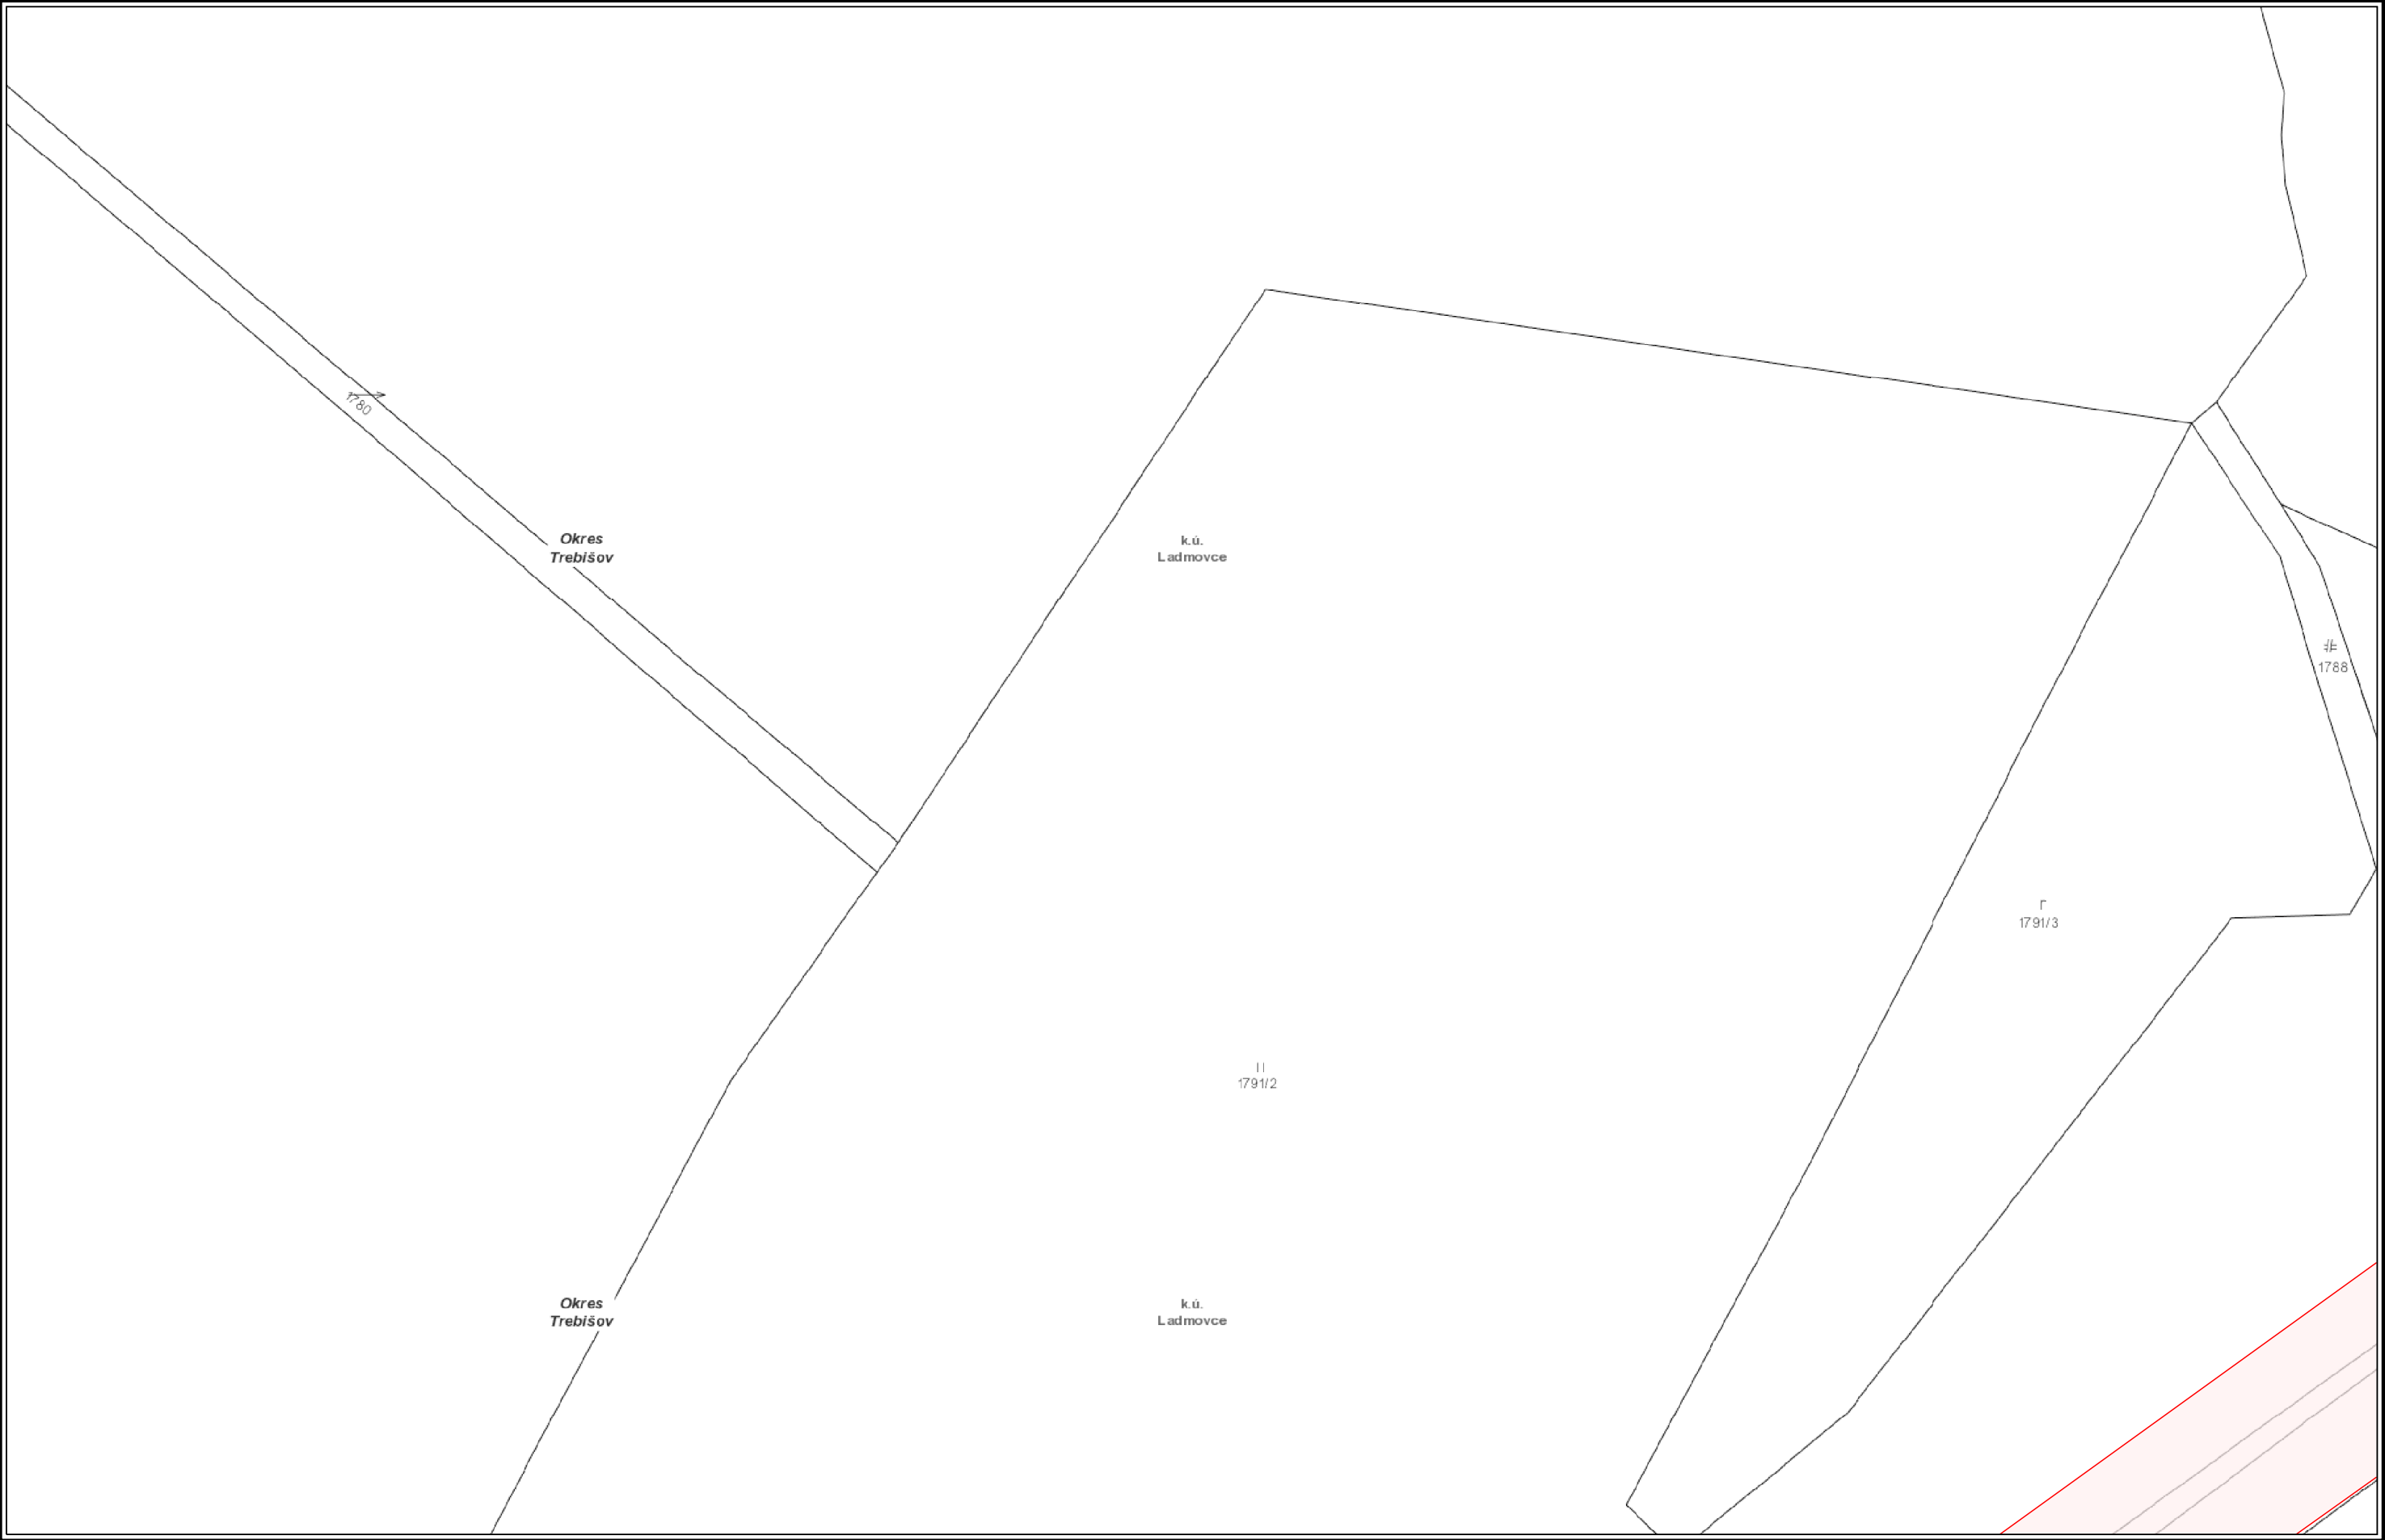 1780
Okres
Trebišov
k.ú.
Ladmovce
1788
1791/3
1791/2
Okres
Trebišov
k.ú.
Ladmovce